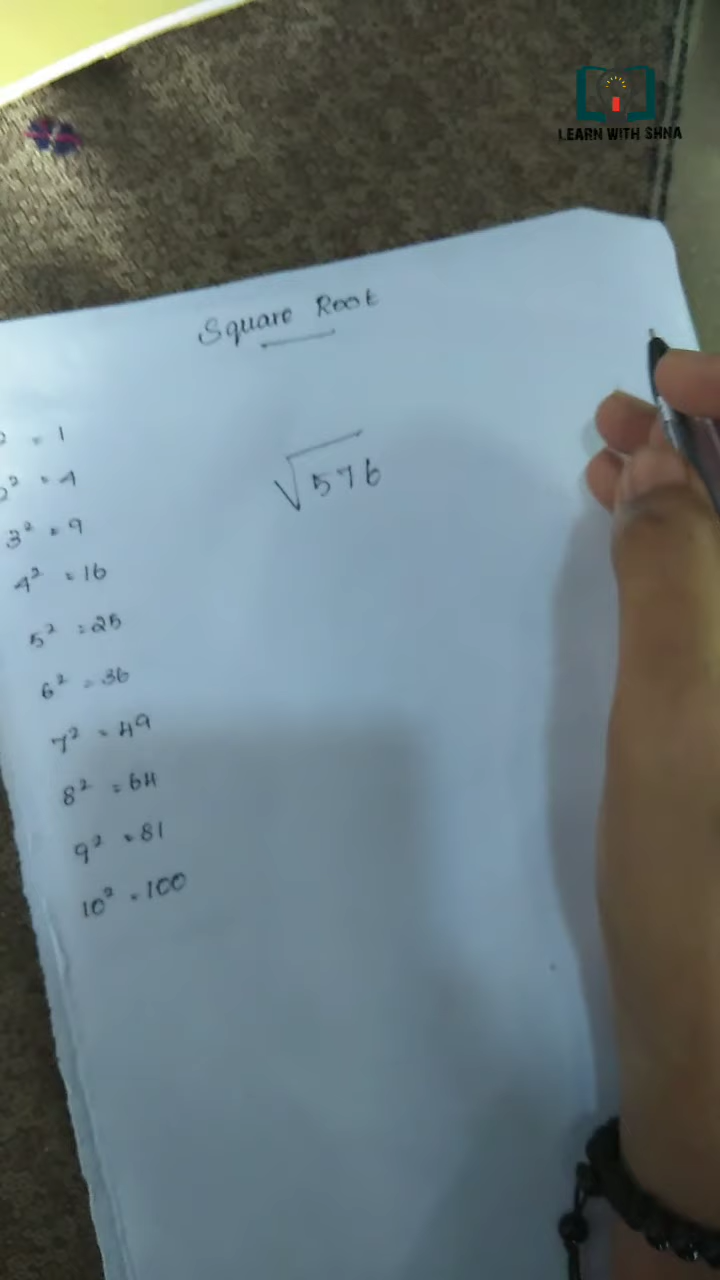 LEARN WITH SHNA
Square Root
² = 1
2² = 4
3² = 9
4² = 16
5² = 25
6² = 36
7² = 49
8² = 64
9² = 81
10² = 100
√576